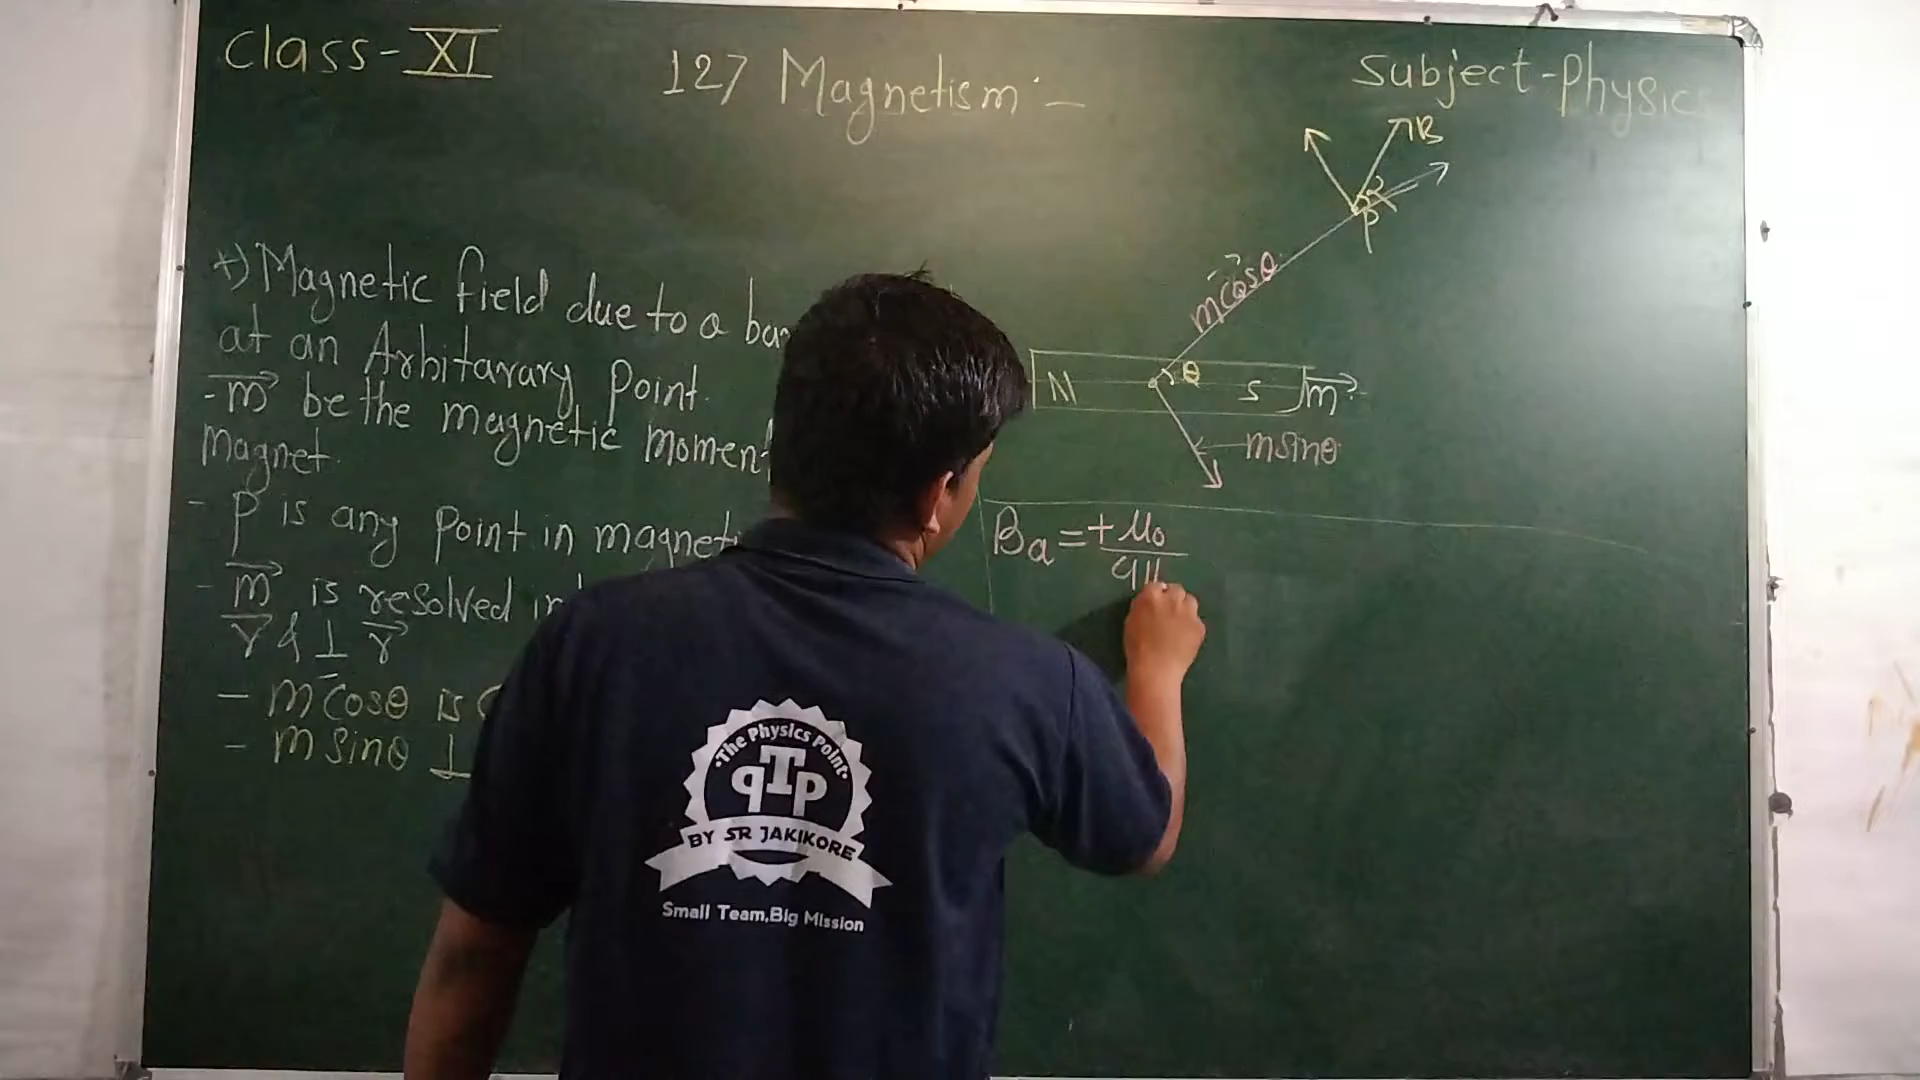 Class-XI
127 Magnetism:-
Subject-Physics
*) Magnetic field due to a bar
at an Arbitarary Point.
- m be the magnetic moment
magnet.
- P is any point in magneti
- m is resolved in
r & ⊥ r
- m cosθ is
- m sinθ ⊥
B
P
m cosθ
N
θ
S
m
m sinθ
Ba = + μ0
4π
The Physics Point
qTp
BY SR JAKIKORE
Small Team,Big Mission